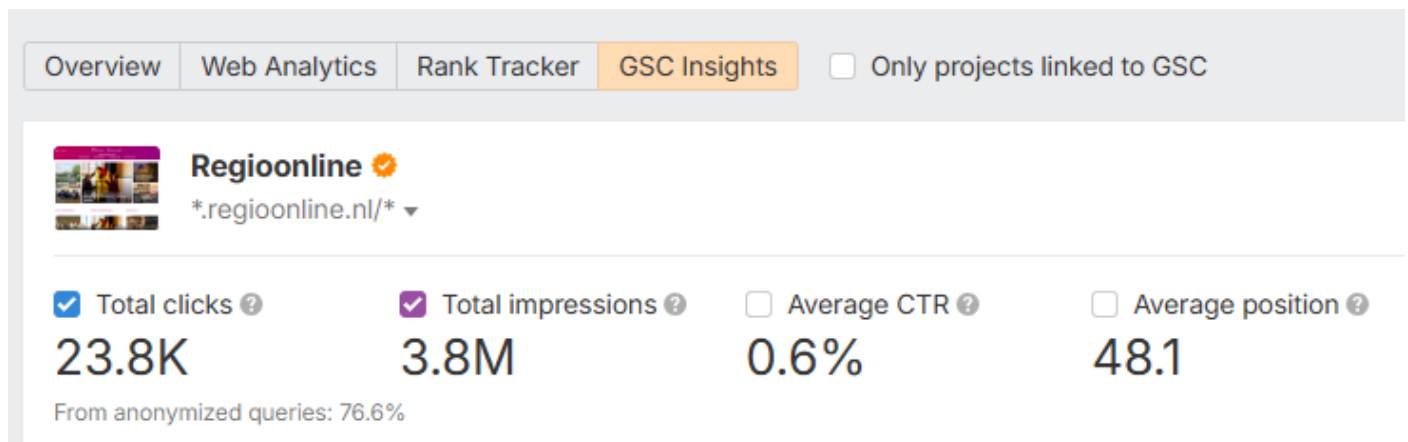 Overview Web Analytics Rank Tracker GSC Insights Only projects linked to GSC
Regioonline
*.regioonline.nl/*
Total clicks ? Total impressions ? Average CTR ? Average position ?
23.8K 3.8M 0.6% 48.1
From anonymized queries: 76.6%